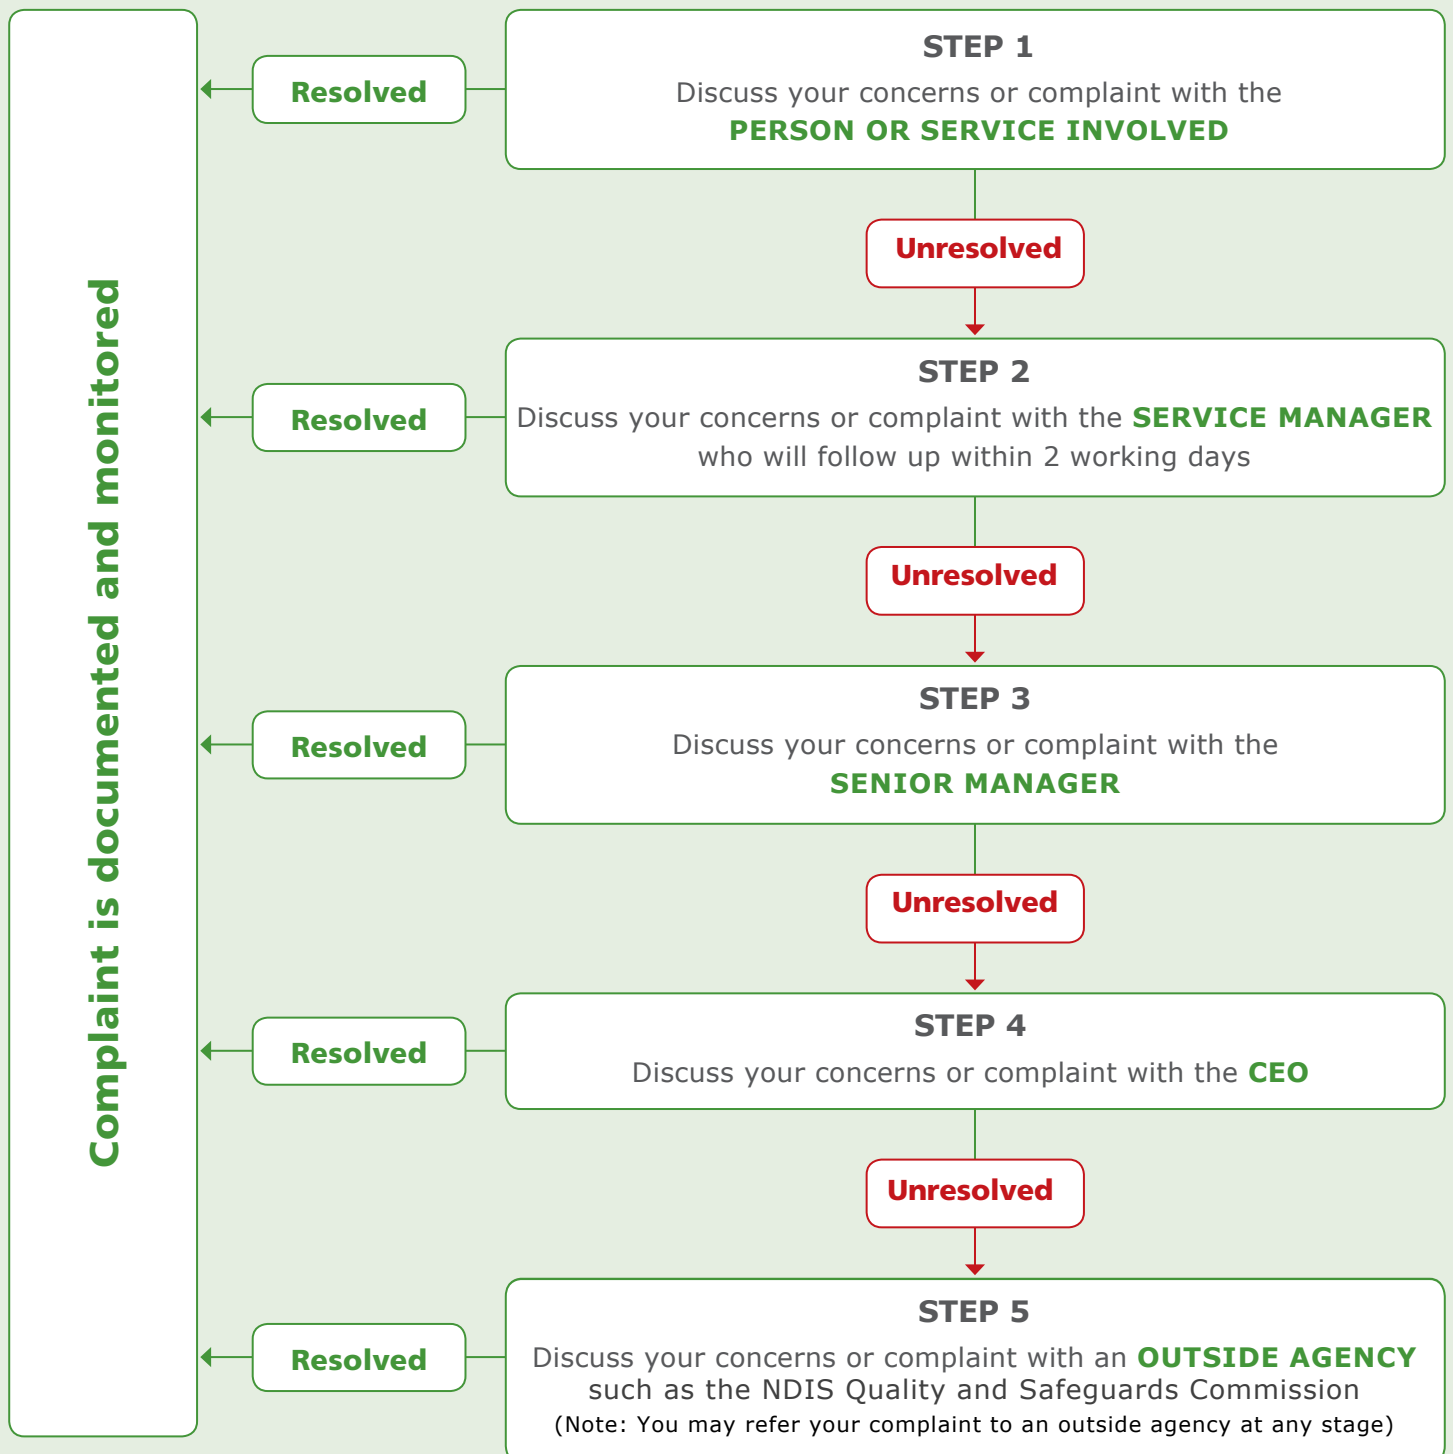 Complaint is documented and monitored
STEP 1
Discuss your concerns or complaint with the
PERSON OR SERVICE INVOLVED
Resolved
Unresolved
STEP 2
Discuss your concerns or complaint with the SERVICE MANAGER
who will follow up within 2 working days
Resolved
Unresolved
STEP 3
Discuss your concerns or complaint with the
SENIOR MANAGER
Resolved
Unresolved
STEP 4
Discuss your concerns or complaint with the CEO
Resolved
Unresolved
STEP 5
Discuss your concerns or complaint with an OUTSIDE AGENCY
such as the NDIS Quality and Safeguards Commission
(Note: You may refer your complaint to an outside agency at any stage)
Resolved